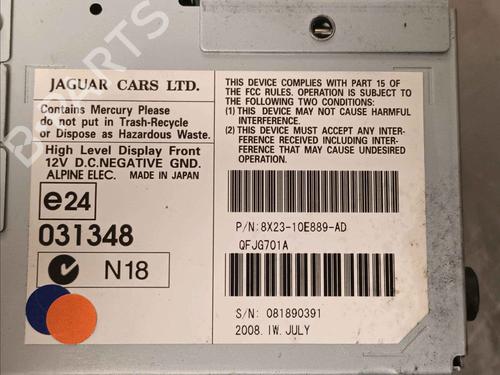 JAGUAR CARS LTD.
Contains Mercury Please
do not put in Trash-Recycle
or Dispose as Hazardous Waste.
High Level Display Front
12V D.C.NEGATIVE GND.
ALPINE ELEC. MADE IN JAPAN
e24
031348
N18
THIS DEVICE COMPLIES WITH PART 15 OF
THE FCC RULES. OPERATION IS SUBJECT TO
THE FOLLOWING TWO CONDITIONS:
(1) THIS DEVICE MAY NOT CAUSE HARMFUL
INTERFERENCE.
(2) THIS DEVICE MUST ACCEPT ANY INTER-
FERENCE RECEIVED INCLUDING INTERFER-
ENCE THAT MAY CAUSE UNDESIRED
OPERATION.
P/N:8X23-10E889-AD
QFJG701A
S/N: 081890391
2008.IW.JULY